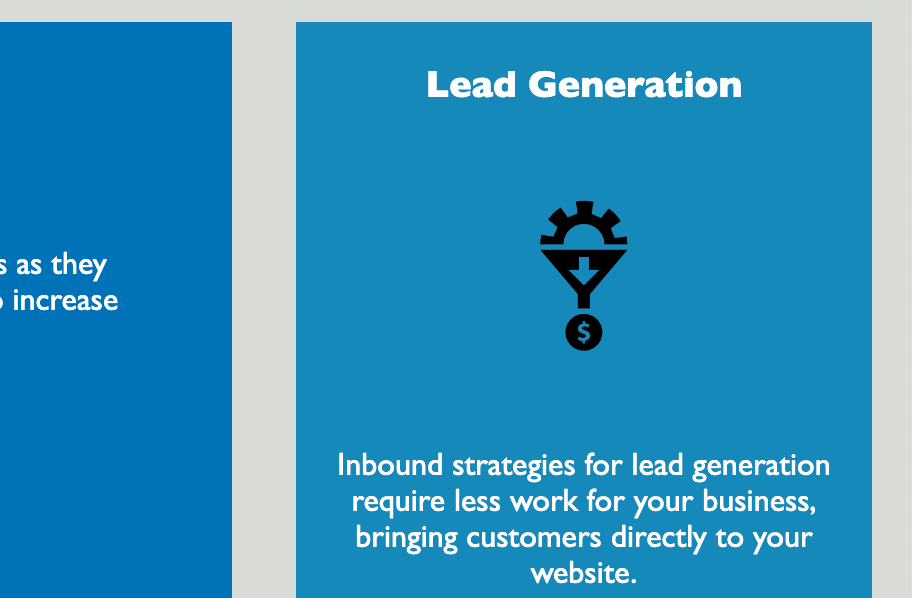 s as they
increase
Lead Generation
$
Inbound strategies for lead generation
require less work for your business,
bringing customers directly to your
website.